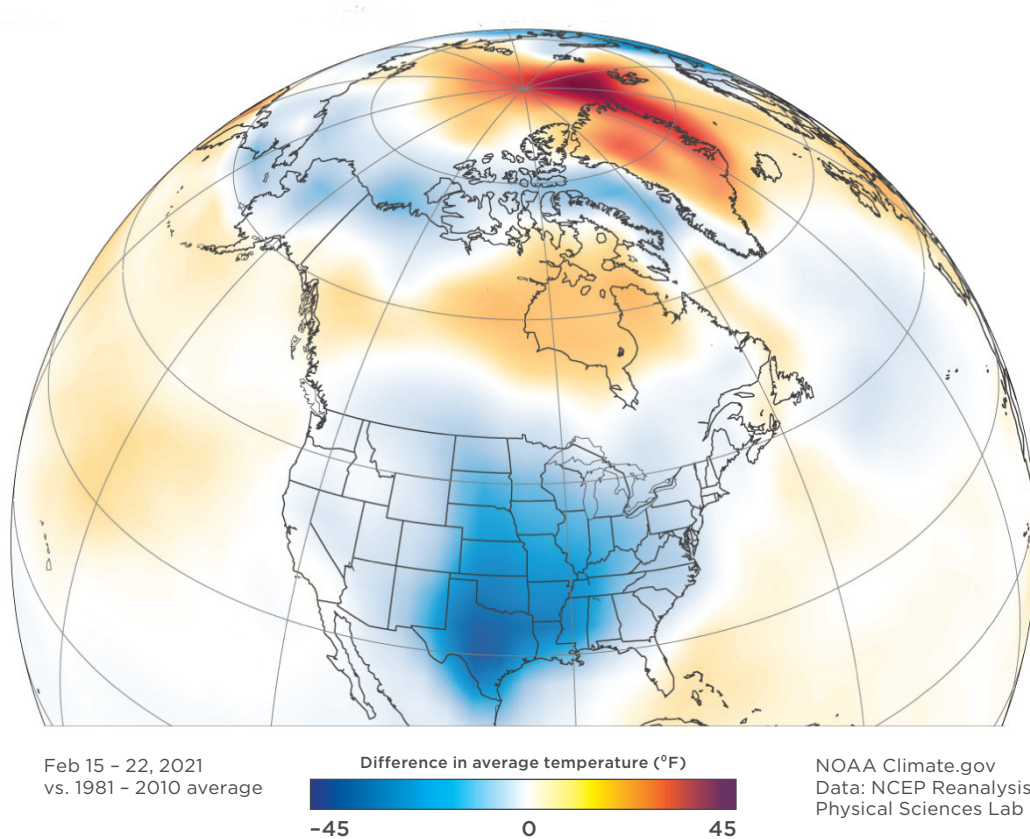 Feb 15 – 22, 2021
vs. 1981 – 2010 average
Difference in average temperature (⁰F)
-45
0
45
NOAA Climate.gov
Data: NCEP Reanalysis
Physical Sciences Lab